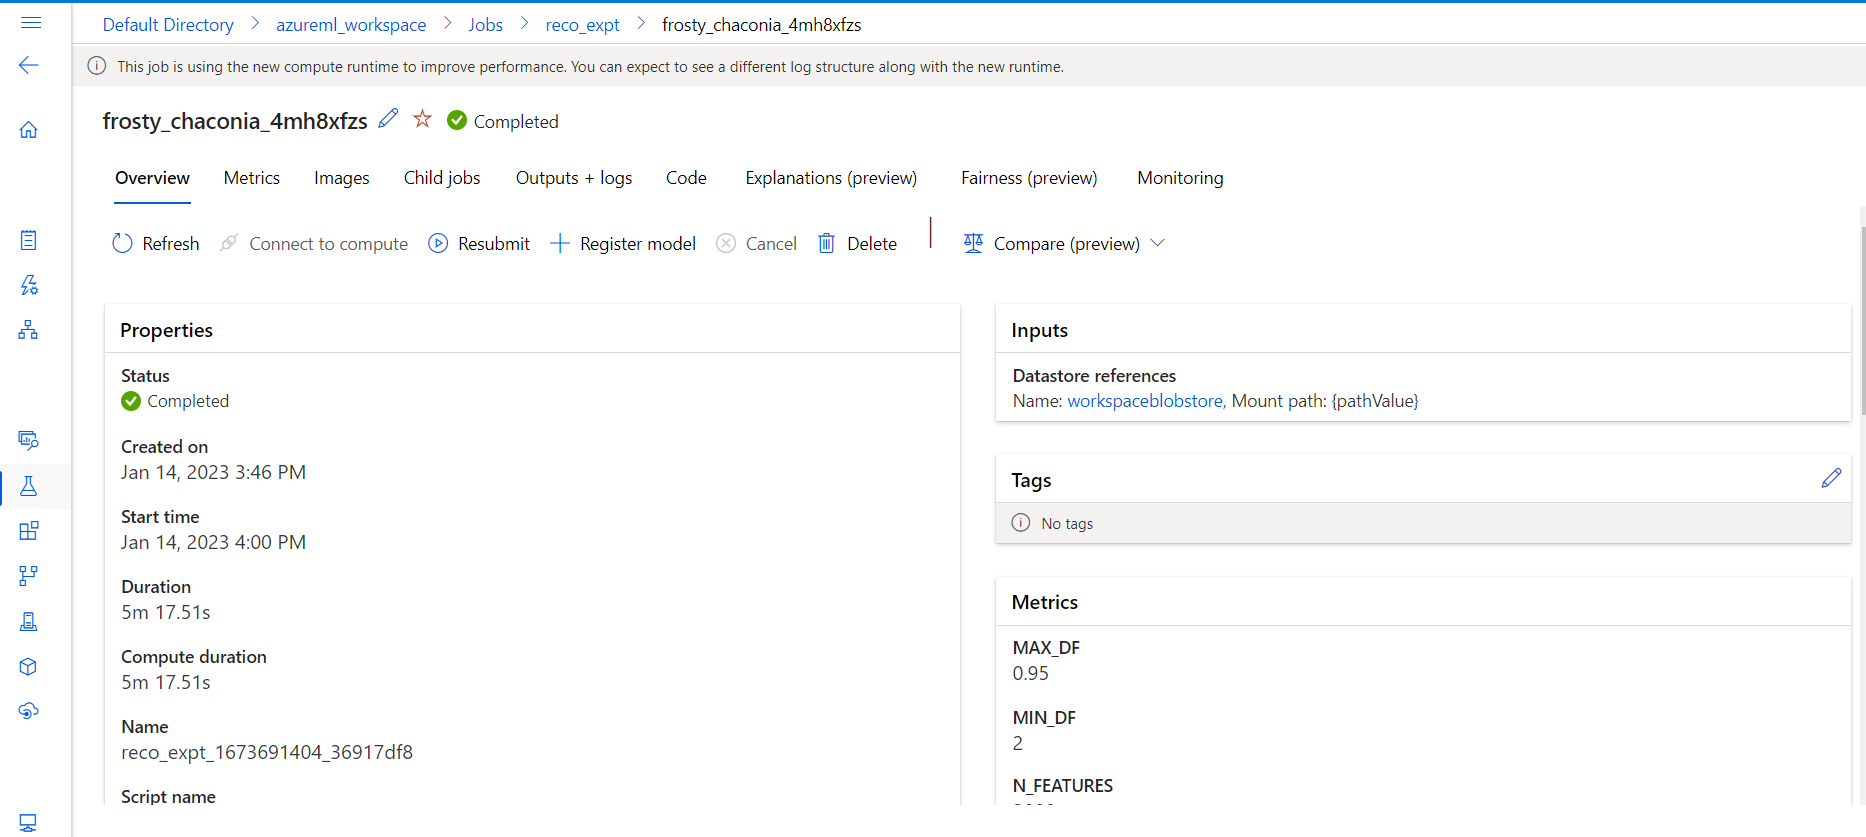 Default Directory > azureml_workspace > Jobs > reco_expt > frosty_chaconia_4mh8xfzs
This job is using the new compute runtime to improve performance. You can expect to see a different log structure along with the new runtime.
frosty_chaconia_4mh8xfzs Completed
Overview Metrics Images Child jobs Outputs + logs Code Explanations (preview) Fairness (preview) Monitoring
Refresh Connect to compute Resubmit Register model Cancel Delete Compare (preview)
Properties
Status
Completed
Created on
Jan 14, 2023 3:46 PM
Start time
Jan 14, 2023 4:00 PM
Duration
5m 17.51s
Compute duration
5m 17.51s
Name
reco_expt_1673691404_36917df8
Script name
Inputs
Datastore references
Name: workspaceblobstore, Mount path: {pathValue}
Tags
No tags
Metrics
MAX_DF
0.95
MIN_DF
2
N_FEATURES